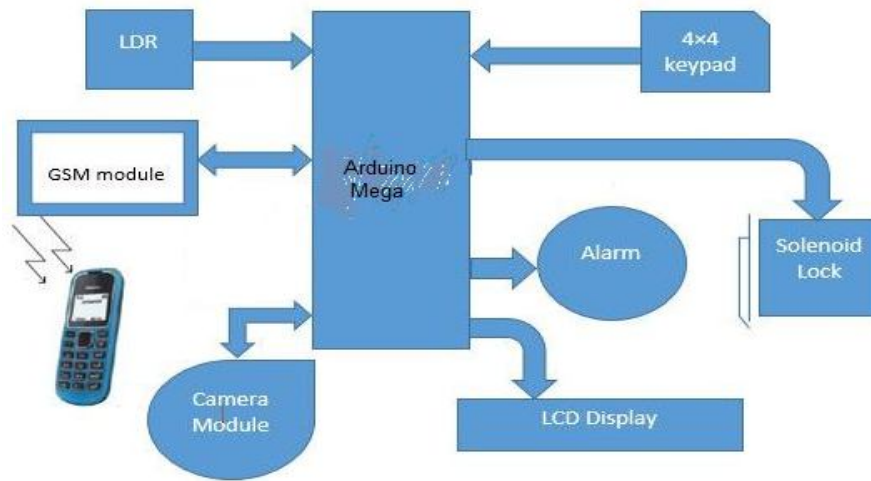 LDR
4×4
keypad
GSM module
Arduino
Mega
Alarm
Solenoid
Lock
Camera
Module
LCD Display